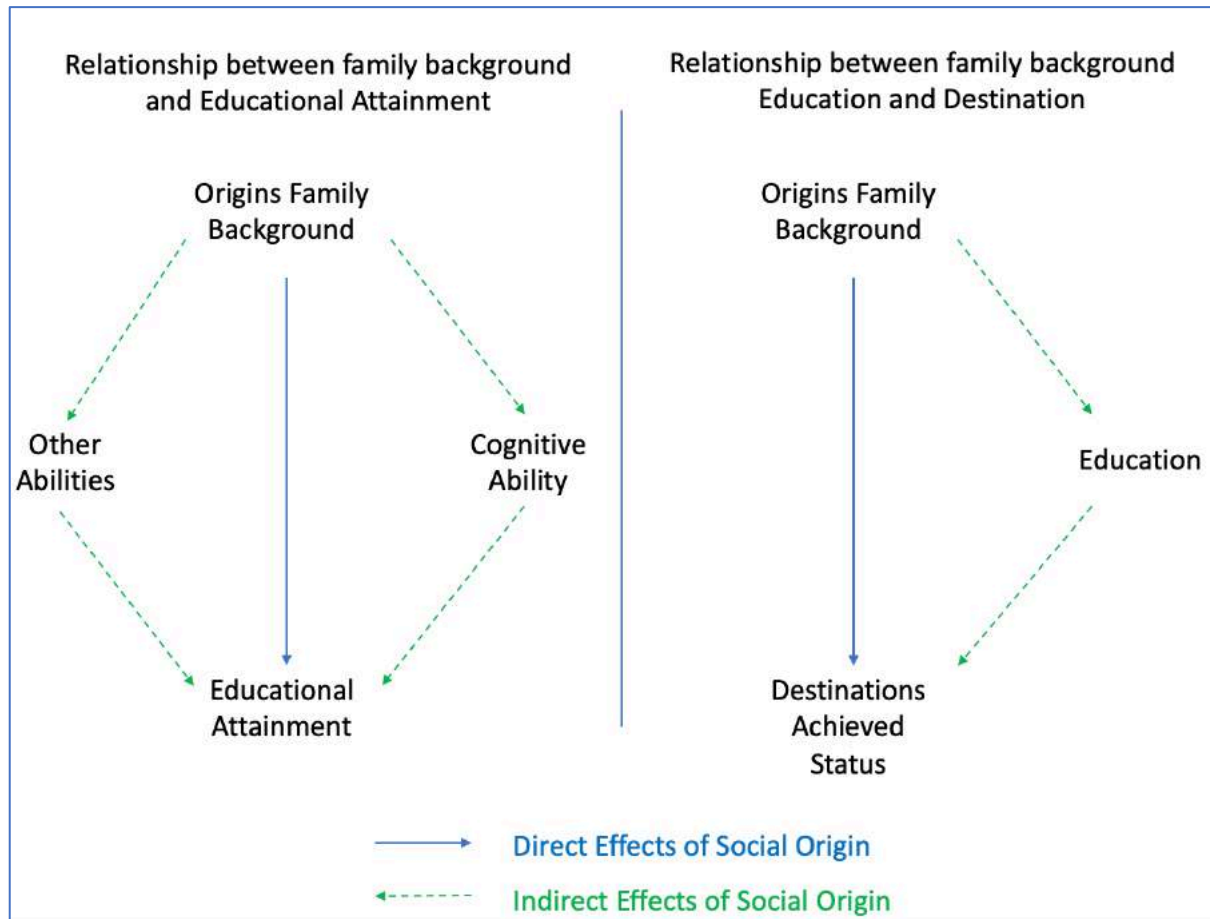 Relationship between family background
and Educational Attainment
Origins Family
Background
Other
Abilities
Cognitive
Ability
Educational
Attainment
Relationship between family background
Education and Destination
Origins Family
Background
Education
Destinations
Achieved
Status
Direct Effects of Social Origin
Indirect Effects of Social Origin